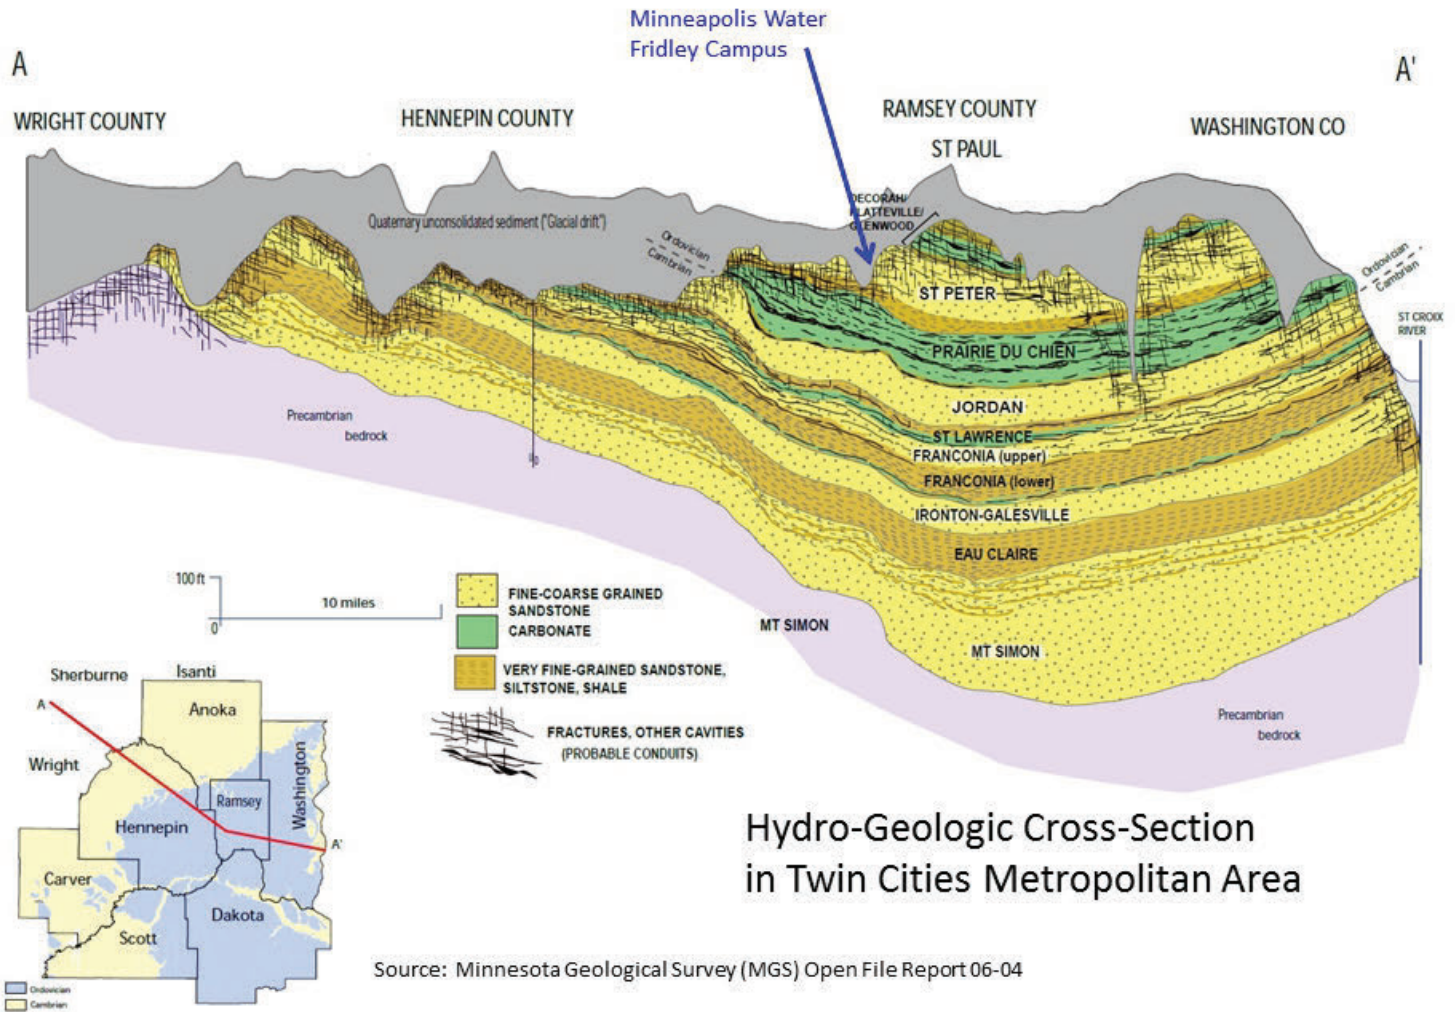 Minneapolis Water
Fridley Campus
A
A'
WRIGHT COUNTY
HENNEPIN COUNTY
RAMSEY COUNTY
ST PAUL
WASHINGTON CO
DECORAH/
PLATTEVILLE/
GLENWOOD
Quaternary unconsolidated sediment ("Glacial drift")
Ordovician
Cambrian
Ordovician
Cambrian
ST CROIX
RIVER
ST PETER
PRAIRIE DU CHIEN
JORDAN
ST LAWRENCE
FRANCONIA (upper)
FRANCONIA (lower)
IRONTON-GALESVILLE
EAU CLAIRE
MT SIMON
MT SIMON
Precambrian
bedrock
Precambrian
bedrock
100 ft
0
10 miles
FINE-COARSE GRAINED
SANDSTONE
CARBONATE
VERY FINE-GRAINED SANDSTONE,
SILTSTONE, SHALE
FRACTURES, OTHER CAVITIES
(PROBABLE CONDUITS)
Sherburne
Isanti
A
Anoka
Wright
Washington
Ramsey
Hennepin
A'
Carver
Dakota
Scott
Ordovician
Cambrian
Hydro-Geologic Cross-Section
in Twin Cities Metropolitan Area
Source: Minnesota Geological Survey (MGS) Open File Report 06-04